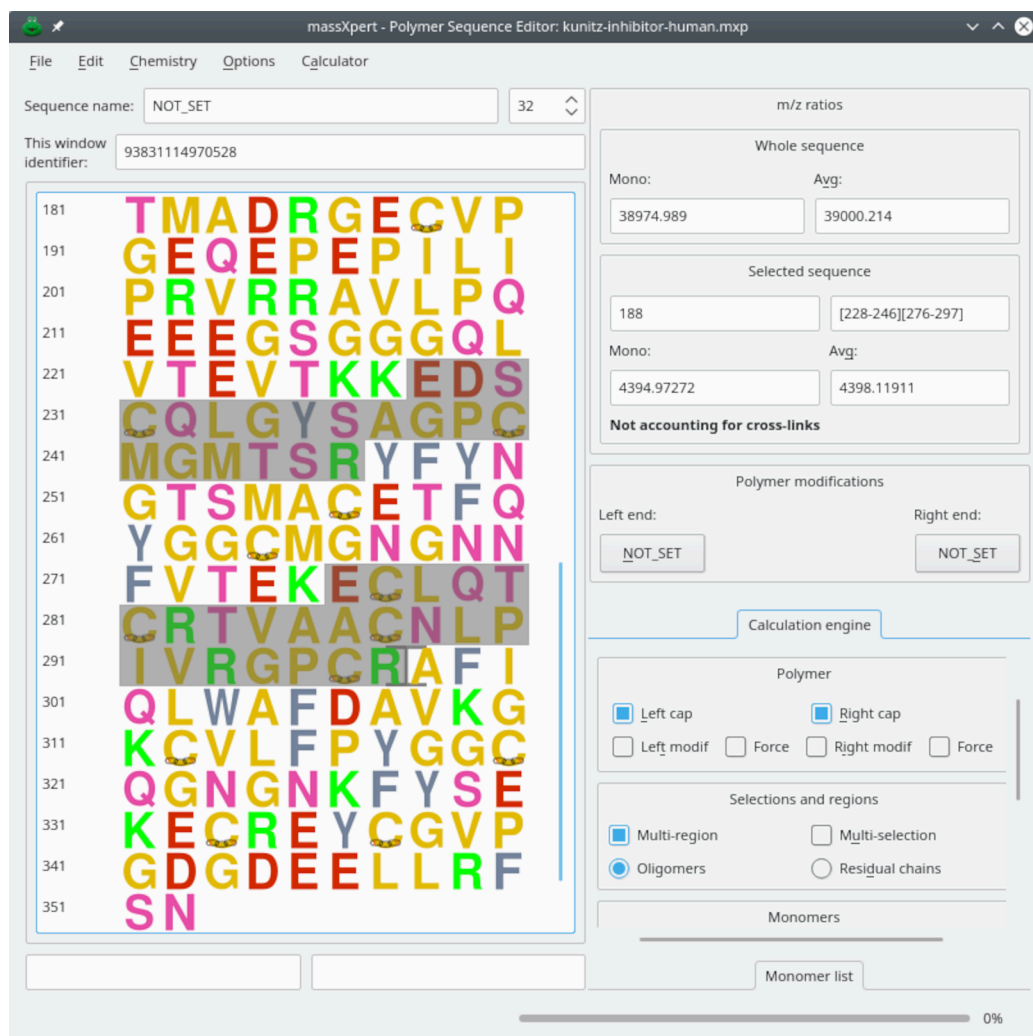 massXpert - Polymer Sequence Editor: kunitz-inhibitor-human.mxp
File Edit Chemistry Options Calculator
Sequence name: NOT_SET 32
This window identifier: 93831114970528
181 TMADRGECVP
191 GEQEPEPILI
201 PRVRRAVLPQ
211 EEEGSGGGQL
221 VTEVTKKEDS
231 CQLGYSAGPC
241 MGMTSRYFYN
251 GTSMACETFQ
261 YGGCMGNGNN
271 FVTEKECLQT
281 CRTVAACNLP
291 IVRGPCRAFI
301 QLWAFDAVKG
311 KCVLFPYGGC
321 QGNGNKFYSE
331 KECREYCGVP
341 GDGDEELLRF
351 SN
m/z ratios
Whole sequence
Mono: Avg:
38974.989 39000.214
Selected sequence
188 [228-246][276-297]
Mono: Avg:
4394.97272 4398.11911
Not accounting for cross-links
Polymer modifications
Left end: Right end:
NOT_SET NOT_SET
Calculation engine
Polymer
Left cap Right cap
Left modif Force Right modif Force
Selections and regions
Multi-region Multi-selection
Oligomers Residual chains
Monomers
Monomer list
0%